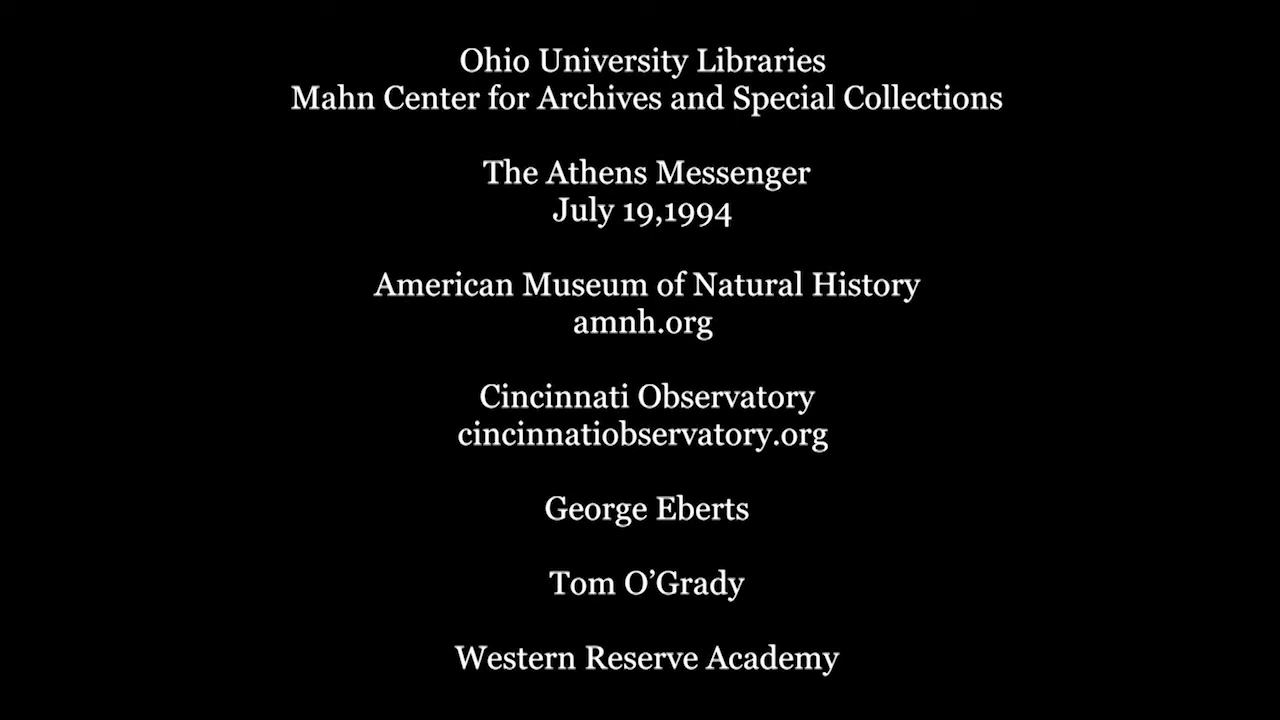 Ohio University Libraries
Mahn Center for Archives and Special Collections
The Athens Messenger
July 19,1994
American Museum of Natural History
amnh.org
Cincinnati Observatory
cincinnatiobservatory.org
George Eberts
Tom O’Grady
Western Reserve Academy